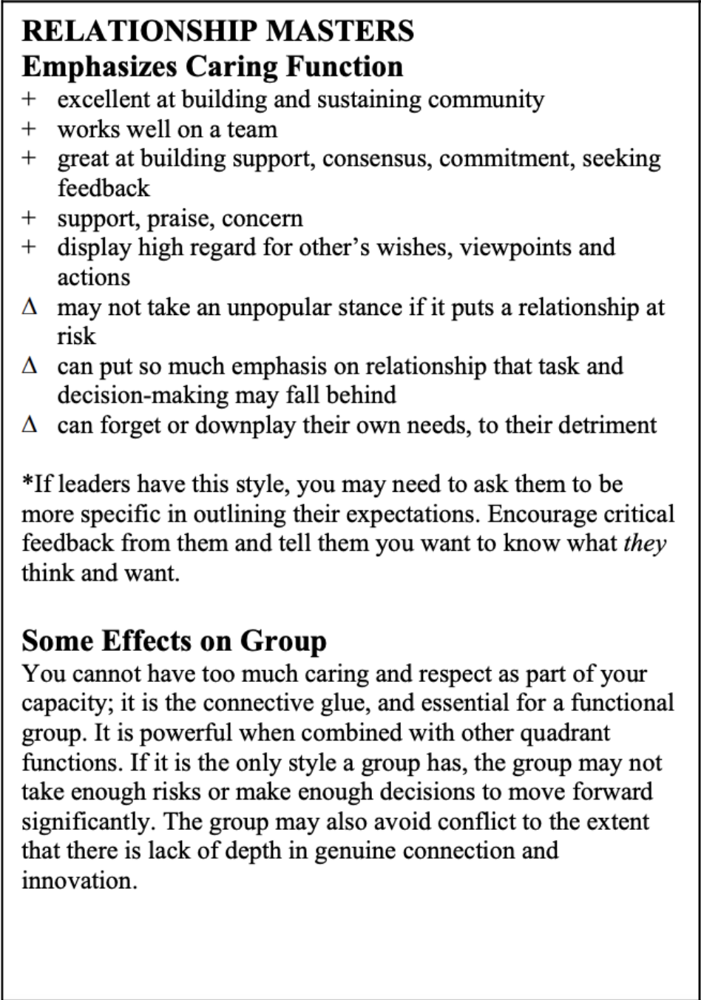 RELATIONSHIP MASTERS
Emphasizes Caring Function
+ excellent at building and sustaining community
+ works well on a team
+ great at building support, consensus, commitment, seeking
feedback
+ support, praise, concern
+ display high regard for other’s wishes, viewpoints and
actions
Δ may not take an unpopular stance if it puts a relationship at
risk
Δ can put so much emphasis on relationship that task and
decision-making may fall behind
Δ can forget or downplay their own needs, to their detriment
*If leaders have this style, you may need to ask them to be
more specific in outlining their expectations. Encourage critical
feedback from them and tell them you want to know what they
think and want.
Some Effects on Group
You cannot have too much caring and respect as part of your
capacity; it is the connective glue, and essential for a functional
group. It is powerful when combined with other quadrant
functions. If it is the only style a group has, the group may not
take enough risks or make enough decisions to move forward
significantly. The group may also avoid conflict to the extent
that there is lack of depth in genuine connection and
innovation.